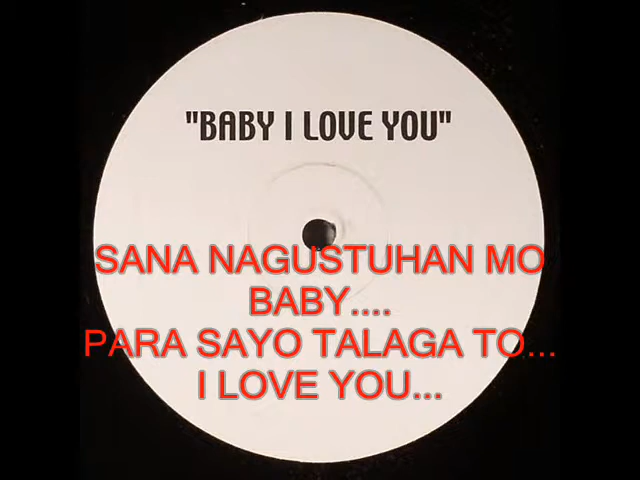 "BABY I LOVE YOU"
SANA NAGUSTUHAN MO
BABY....
PARA SAYO TALAGA TO...
I LOVE YOU...